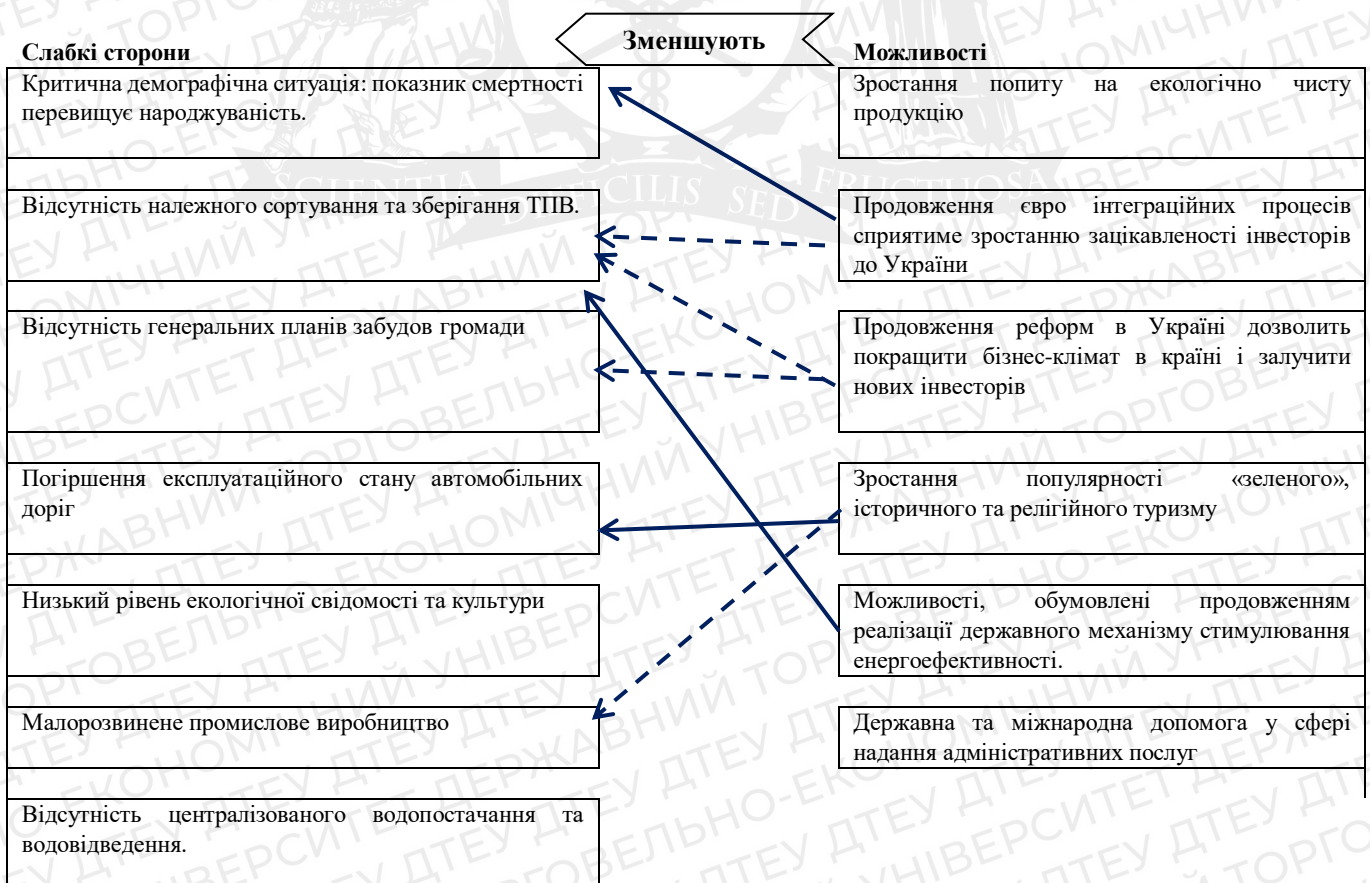 Зменшують
Слабкі сторони
Можливості
Критична демографічна ситуація: показник смертності
перевищує народжуваність.
Зростання попиту на екологічно чисту
продукцію
Відсутність належного сортування та зберігання ТПВ.
Продовження євро інтеграційних процесів
сприятиме зростанню зацікавленості інвесторів
до України
Відсутність генеральних планів забудов громади
Продовження реформ в Україні дозволить
покращити бізнес-клімат в країні і залучити
нових інвесторів
Погіршення експлуатаційного стану автомобільних
доріг
Зростання популярності «зеленого»,
історичного та релігійного туризму
Низький рівень екологічної свідомості та культури
Можливості, обумовлені продовженням
реалізації державного механізму стимулювання
енергоефективності.
Малорозвинене промислове виробництво
Державна та міжнародна допомога у сфері
надання адміністративних послуг
Відсутність централізованого водопостачання та
водовідведення.